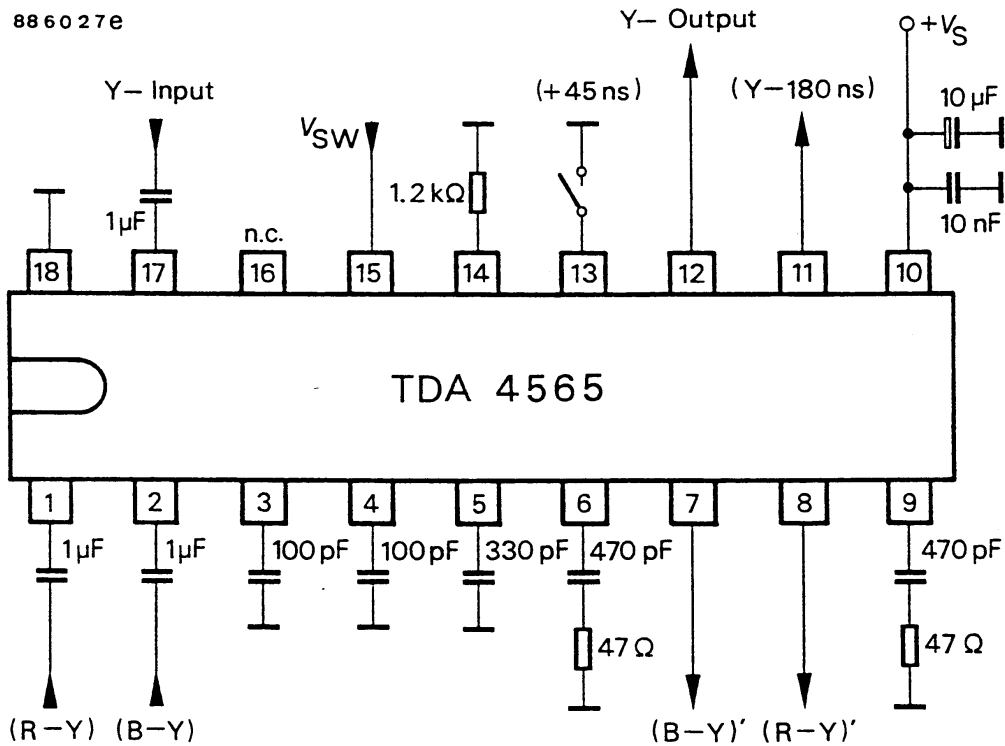 886027e
Y– Output
+VS
Y– Input
(+45 ns)
(Y–180 ns)
10 µF
VSW
1.2 kΩ
1µF
10 nF
n.c.
18 17 16 15 14 13 12 11 10
TDA 4565
1 2 3 4 5 6 7 8 9
1µF 1µF 100 pF 100 pF 330 pF 470 pF 470 pF
47 Ω 47 Ω
(R–Y) (B–Y) (B–Y)′ (R–Y)′